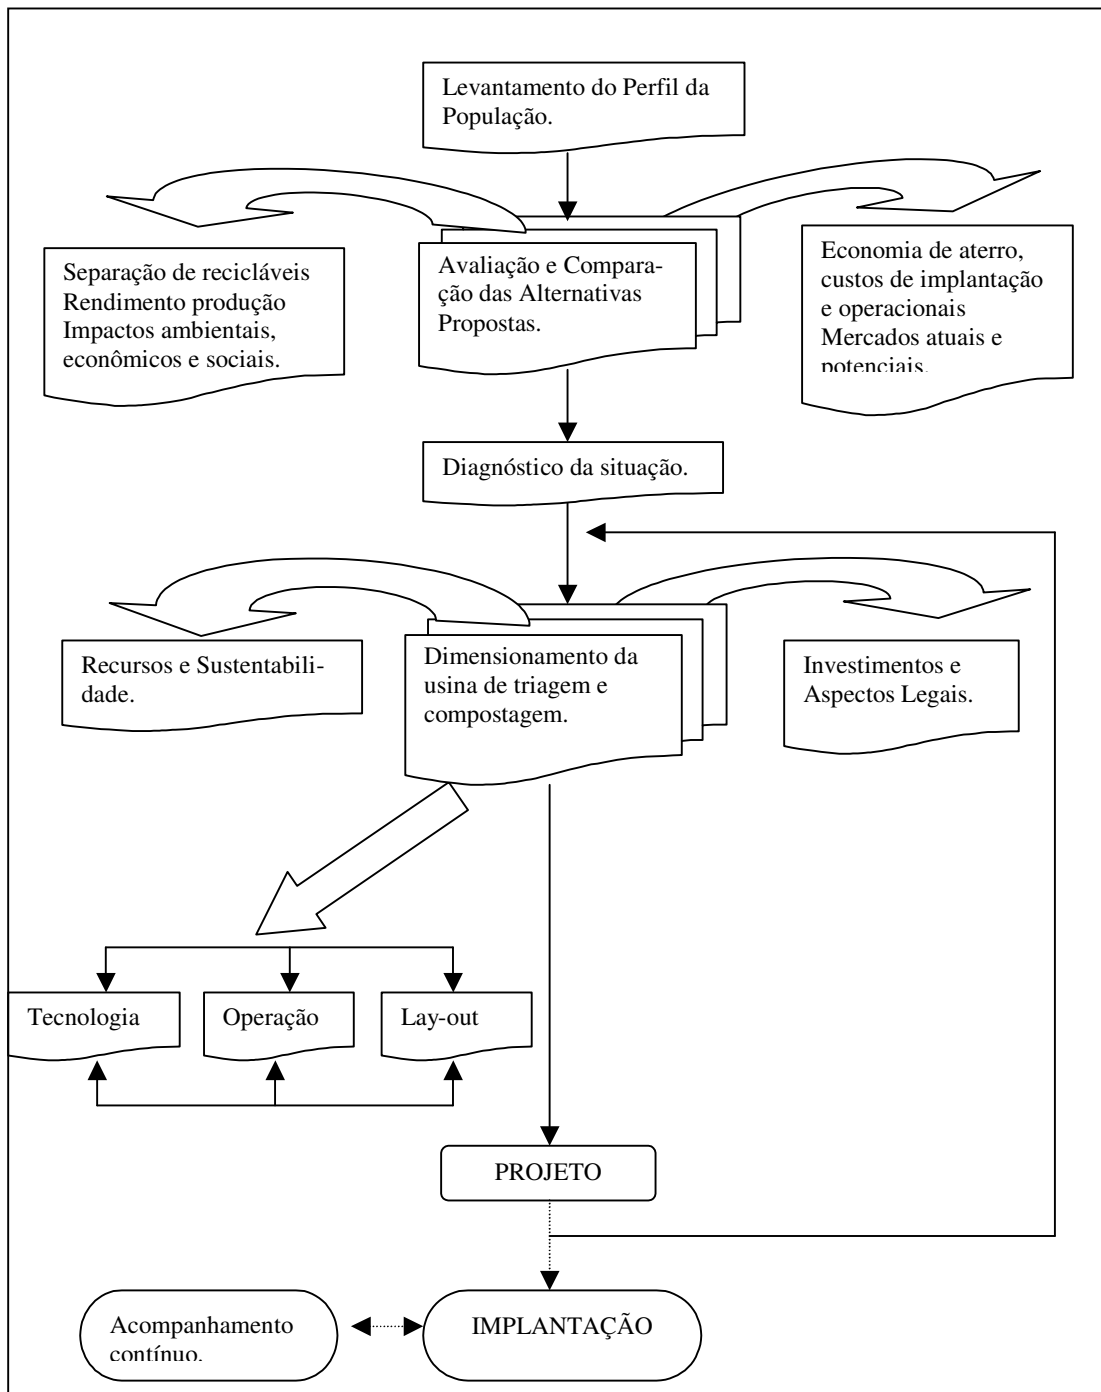 Levantamento do Perfil da
População.
Separação de recicláveis
Rendimento produção
Impactos ambientais,
econômicos e sociais.
Avaliação e Compara-
ção das Alternativas
Propostas.
Economia de aterro,
custos de implantação
e operacionais
Mercados atuais e
potenciais.
Diagnóstico da situação.
Recursos e Sustentabili-
dade.
Dimensionamento da
usina de triagem e
compostagem.
Investimentos e
Aspectos Legais.
Tecnologia
Operação
Lay-out
PROJETO
Acompanhamento
contínuo.
IMPLANTAÇÃO